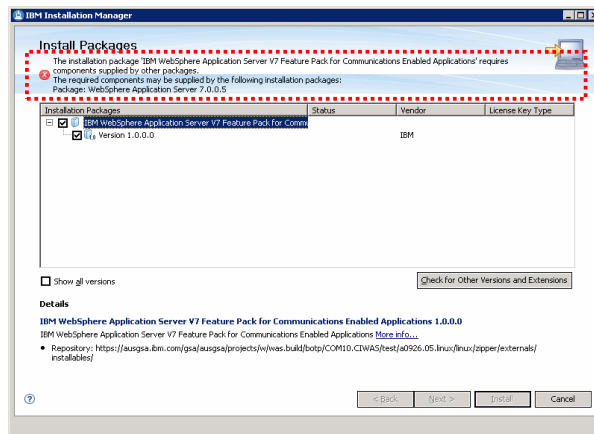 IBM Installation Manager
Install Packages
The installation package 'IBM WebSphere Application Server V7 Feature Pack for Communications Enabled Applications' requires
components supplied by other packages.
The required components may be supplied by the following installation packages:
Package: WebSphere Application Server 7.0.0.5
Installation Packages Status Vendor License Key Type
IBM WebSphere Application Server V7 Feature Pack for Commu
Version 1.0.0.0 IBM
Show all versions Check for Other Versions and Extensions
Details
IBM WebSphere Application Server V7 Feature Pack for Communications Enabled Applications 1.0.0.0
IBM WebSphere Application Server V7 Feature Pack for Communications Enabled Applications More info...
• Repository: https://ausgsa.ibm.com/gsa/ausgsa/projects/w/was.build/botp/COM10.CIWAS/test/a0926.05.linux/linux/zipper/externals/
installables/
? < Back Next > Install Cancel